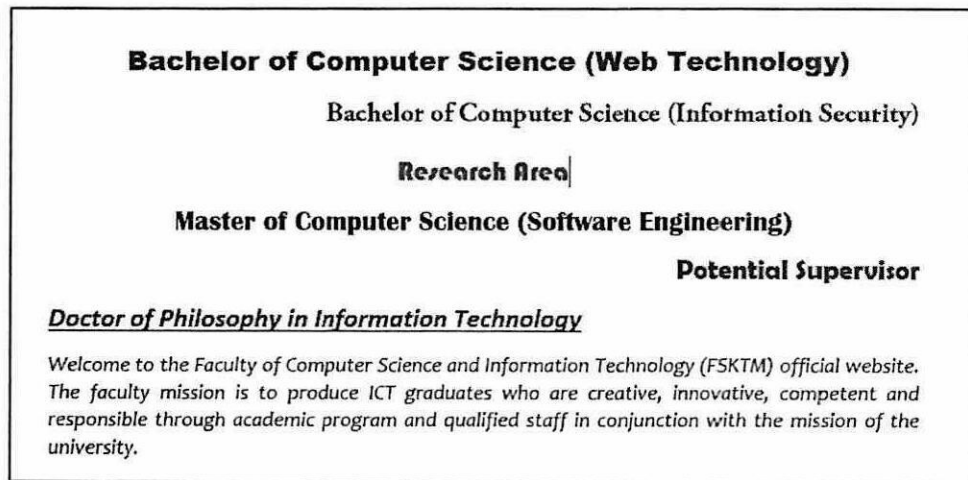 Bachelor of Computer Science (Web Technology)
Bachelor of Computer Science (Information Security)
Research Area
Master of Computer Science (Software Engineering)
Potential Supervisor
Doctor of Philosophy in Information Technology
Welcome to the Faculty of Computer Science and Information Technology (FSKTM) official website.
The faculty mission is to produce ICT graduates who are creative, innovative, competent and
responsible through academic program and qualified staff in conjunction with the mission of the
university.